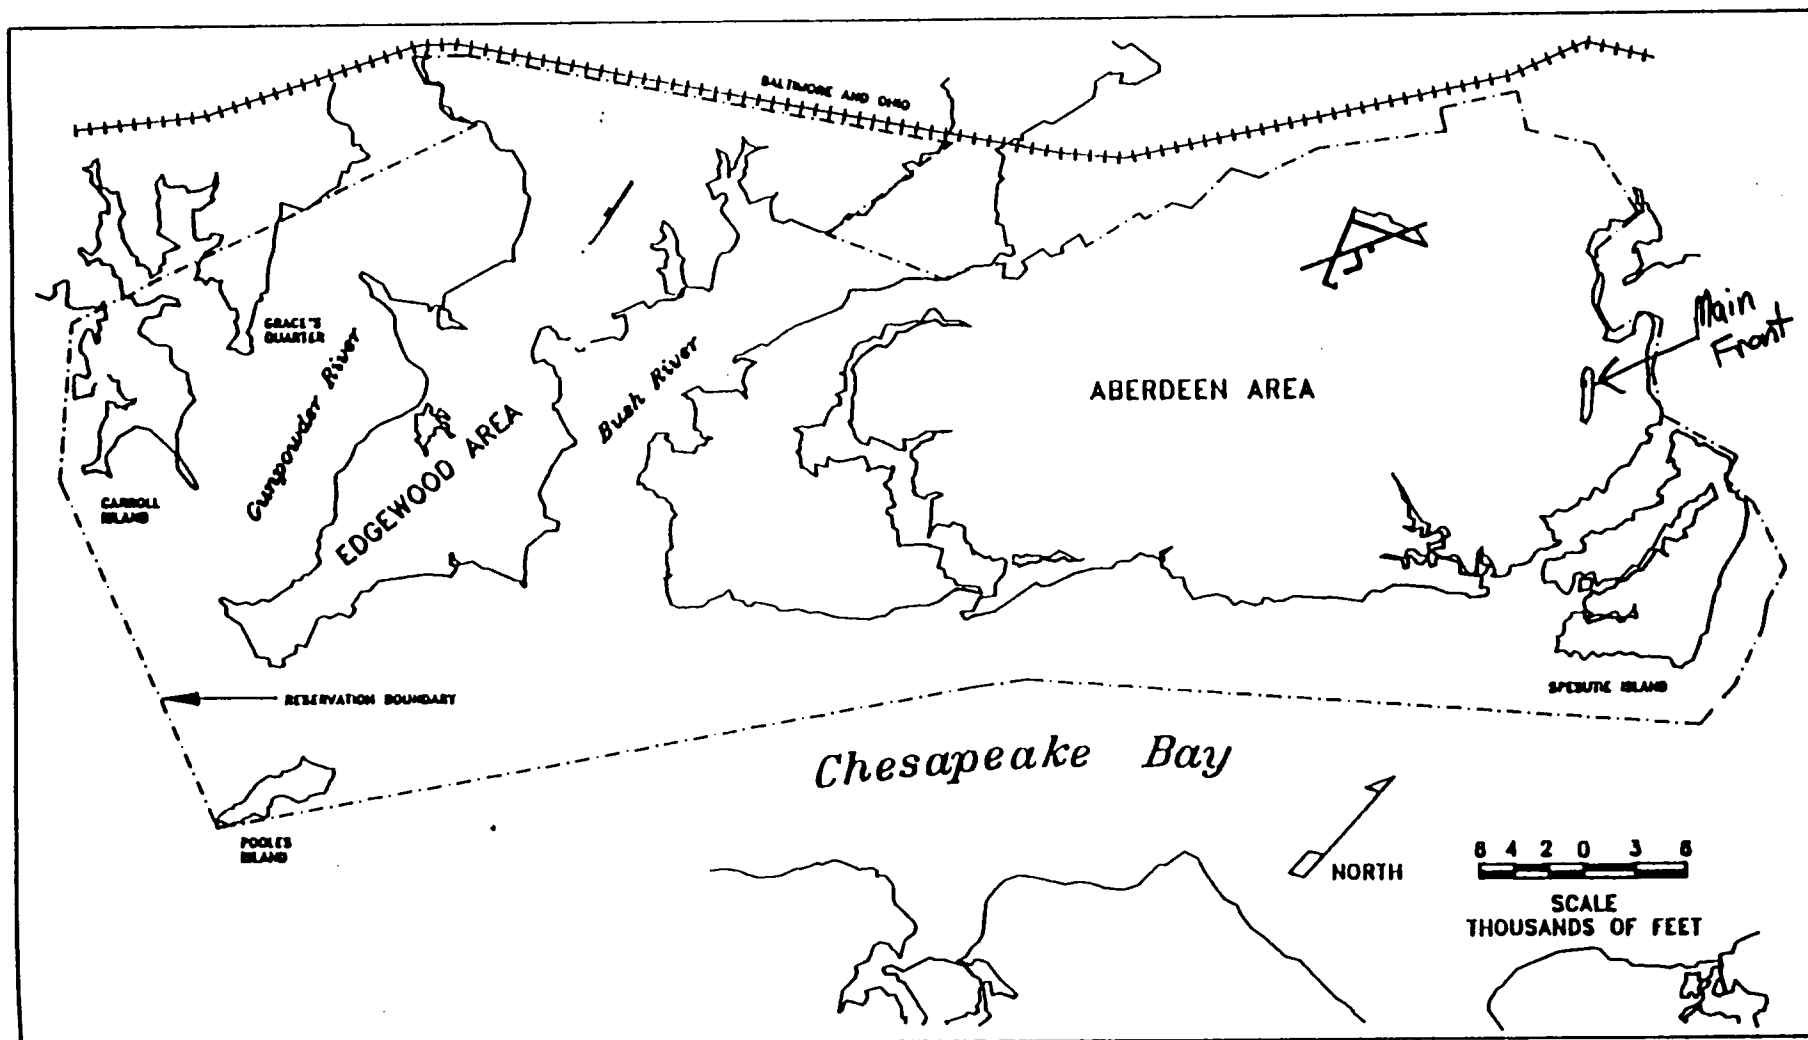 BALTIMORE AND OHIO
Main
Front
GRACE'S
QUARTER
Gunpowder River
Bush River
ABERDEEN AREA
EDGEWOOD AREA
CARROLL
ISLAND
RESERVATION BOUNDARY
SPESUTIE ISLAND
Chesapeake Bay
POOLES
ISLAND
NORTH
6 4 2 0 3 6
SCALE
THOUSANDS OF FEET